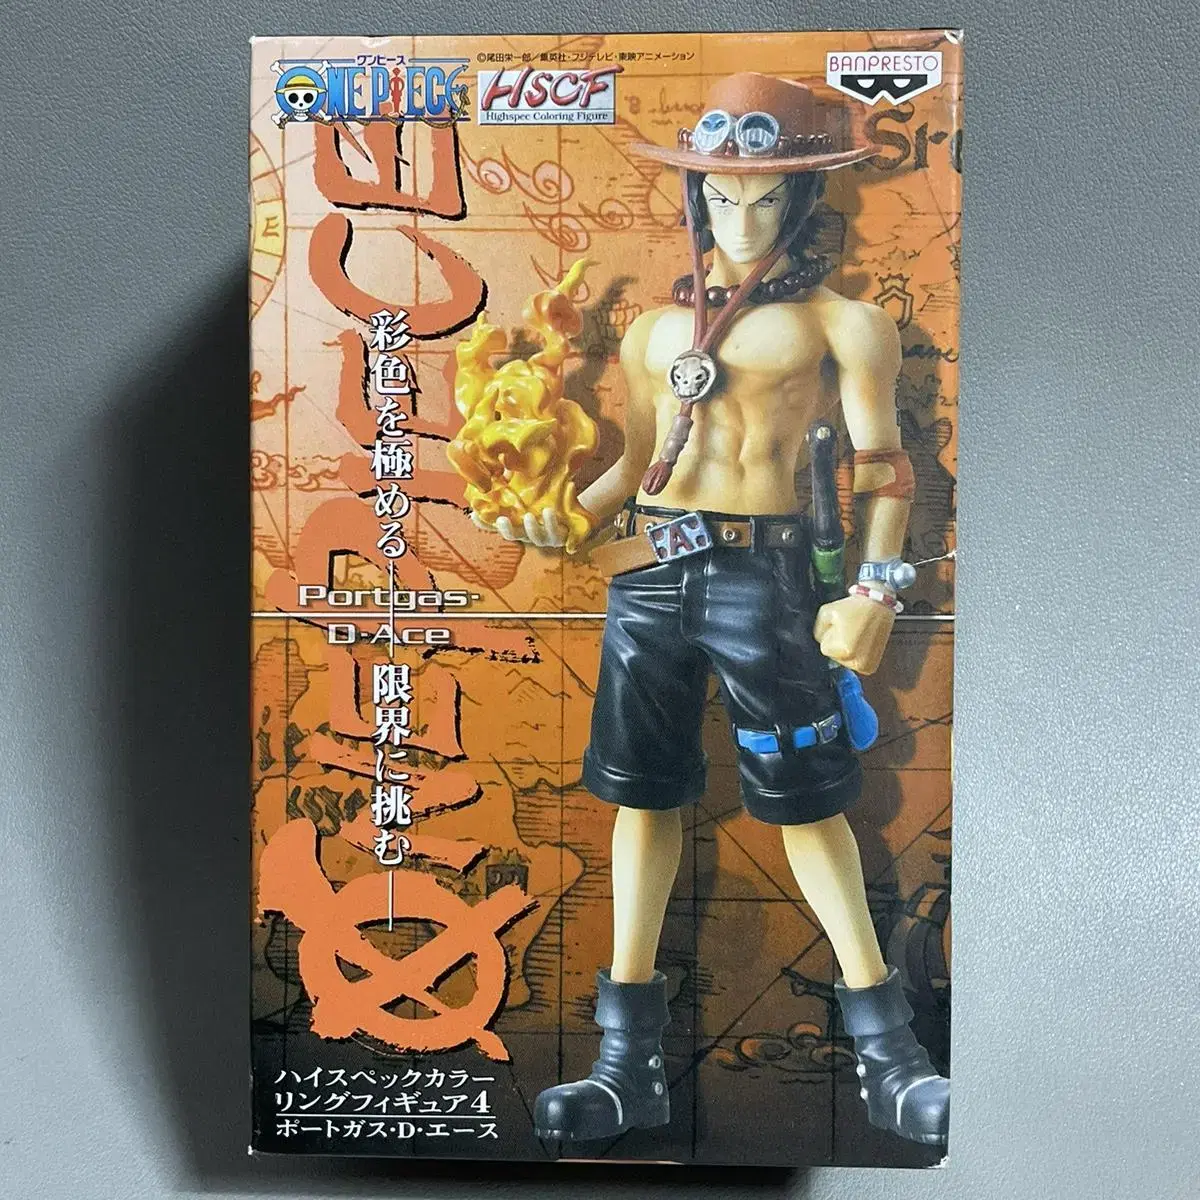 ワンピース
ONE PIECE
©尾田栄一郎/集英社・フジテレビ・東映アニメーション
HSCF
Highspec Coloring Figure
BANPRESTO
彩色を極める
限界に挑む
Portgas・
D・Ace
ONE PIECE
E
A
ハイスペックカラー
リングフィギュア4
ポートガス・D・エース